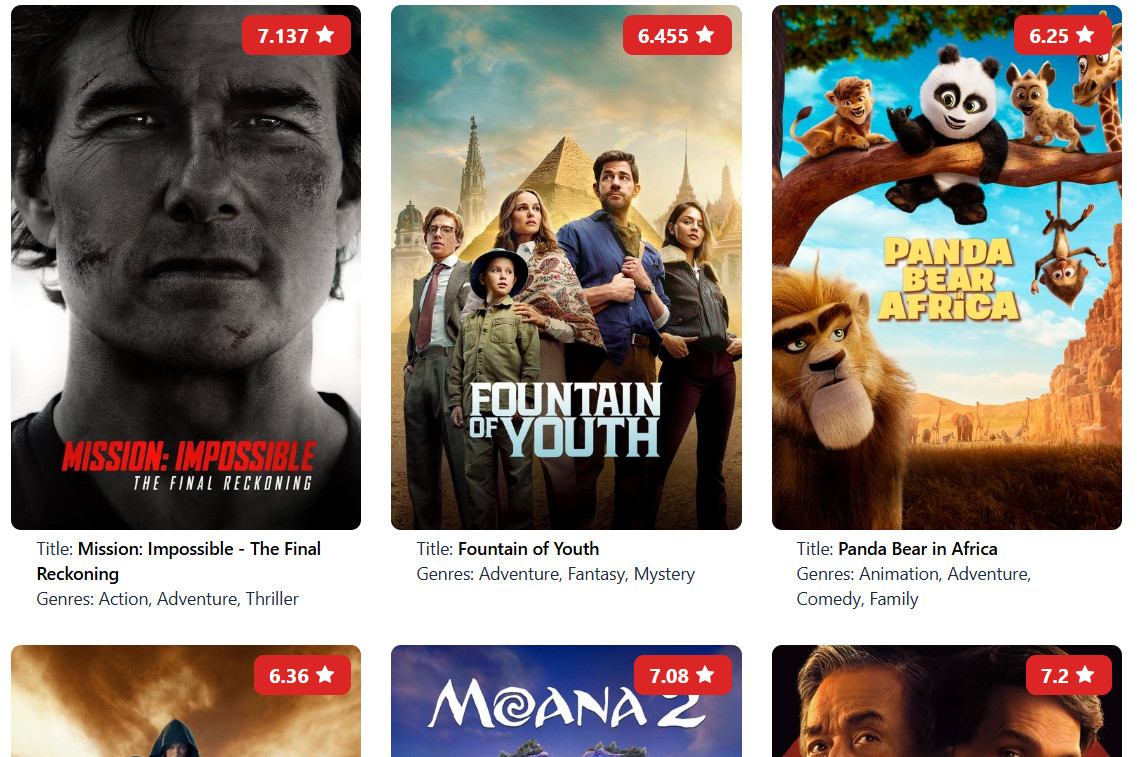 7.137 ★
6.455 ★
6.25 ★
MISSION: IMPOSSIBLE
THE FINAL RECKONING
FOUNTAIN
OF YOUTH
PANDA
BEAR
IN
AFRICA
Title: Mission: Impossible - The Final
Reckoning
Genres: Action, Adventure, Thriller
Title: Fountain of Youth
Genres: Adventure, Fantasy, Mystery
Title: Panda Bear in Africa
Genres: Animation, Adventure,
Comedy, Family
6.36 ★
7.08 ★
7.2 ★
MOANA 2